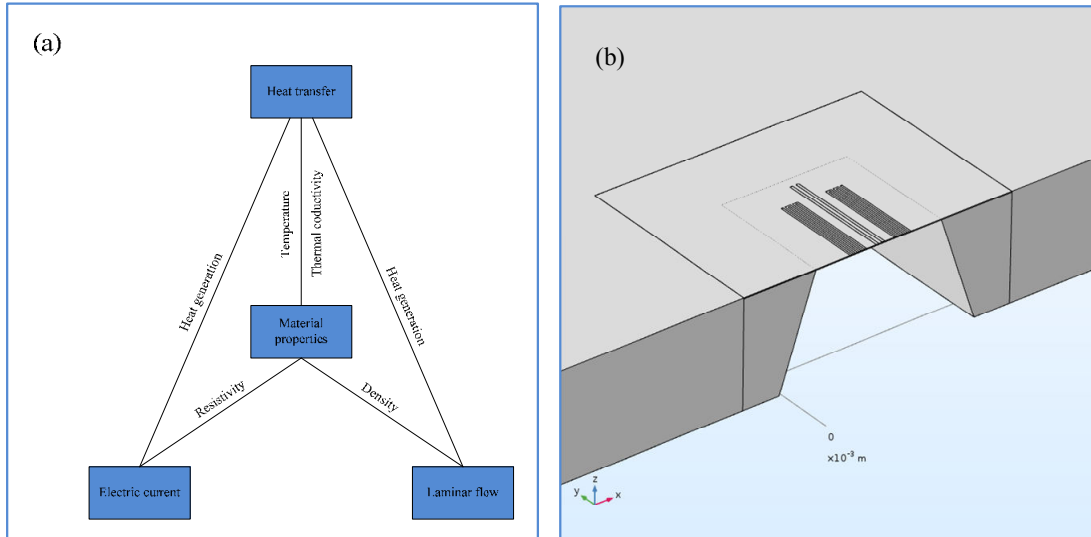 (a)
Heat transfer
Temperature
Thermal coductivity
Heat generation
Heat generation
Material
properties
Resistivity
Density
Electric current
Laminar flow
(b)
0
×10⁻³ m
z
y
x